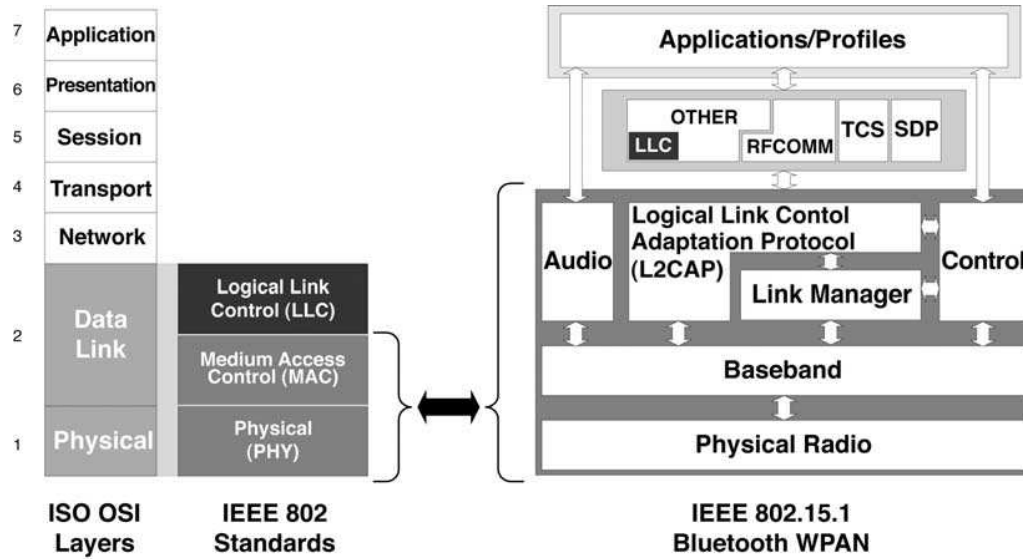 7
Application
6
Presentation
5
Session
4
Transport
3
Network
2
Data
Link
1
Physical
ISO OSI
Layers
Logical Link
Control (LLC)
Medium Access
Control (MAC)
Physical
(PHY)
IEEE 802
Standards
Applications/Profiles
OTHER
LLC
RFCOMM
TCS
SDP
Audio
Logical Link Contol
Adaptation Protocol
(L2CAP)
Link Manager
Control
Baseband
Physical Radio
IEEE 802.15.1
Bluetooth WPAN